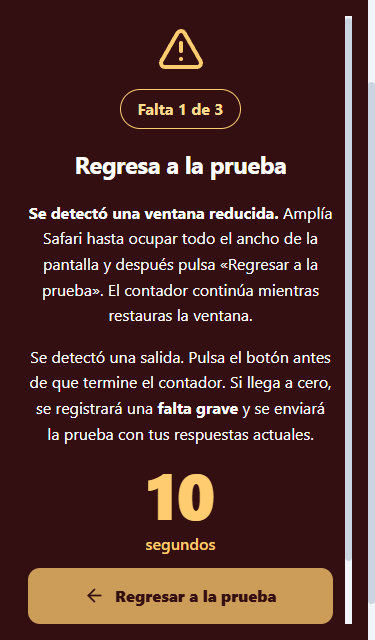 Falta 1 de 3
Regresa a la prueba
Se detectó una ventana reducida. Amplía
Safari hasta ocupar todo el ancho de la
pantalla y después pulsa «Regresar a la
prueba». El contador continúa mientras
restauras la ventana.
Se detectó una salida. Pulsa el botón antes
de que termine el contador. Si llega a cero,
se registrará una falta grave y se enviará
la prueba con tus respuestas actuales.
10
segundos
Regresar a la prueba